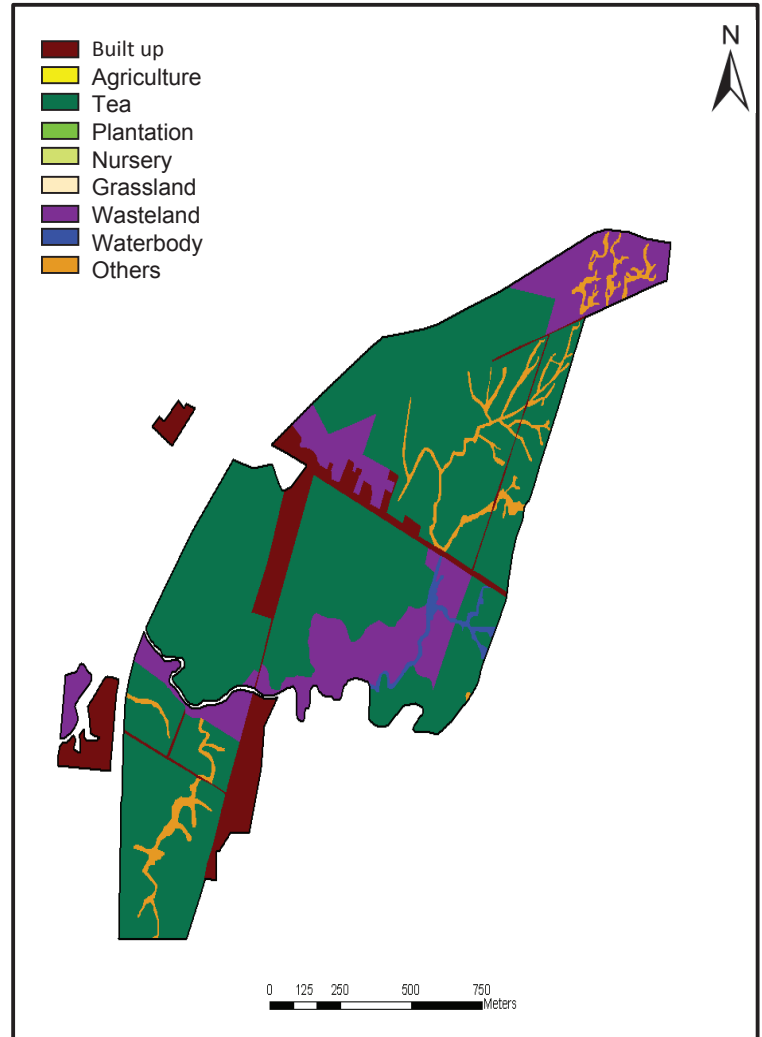 N
Built up
Agriculture
Tea
Plantation
Nursery
Grassland
Wasteland
Waterbody
Others
0 125 250 500 750
Meters